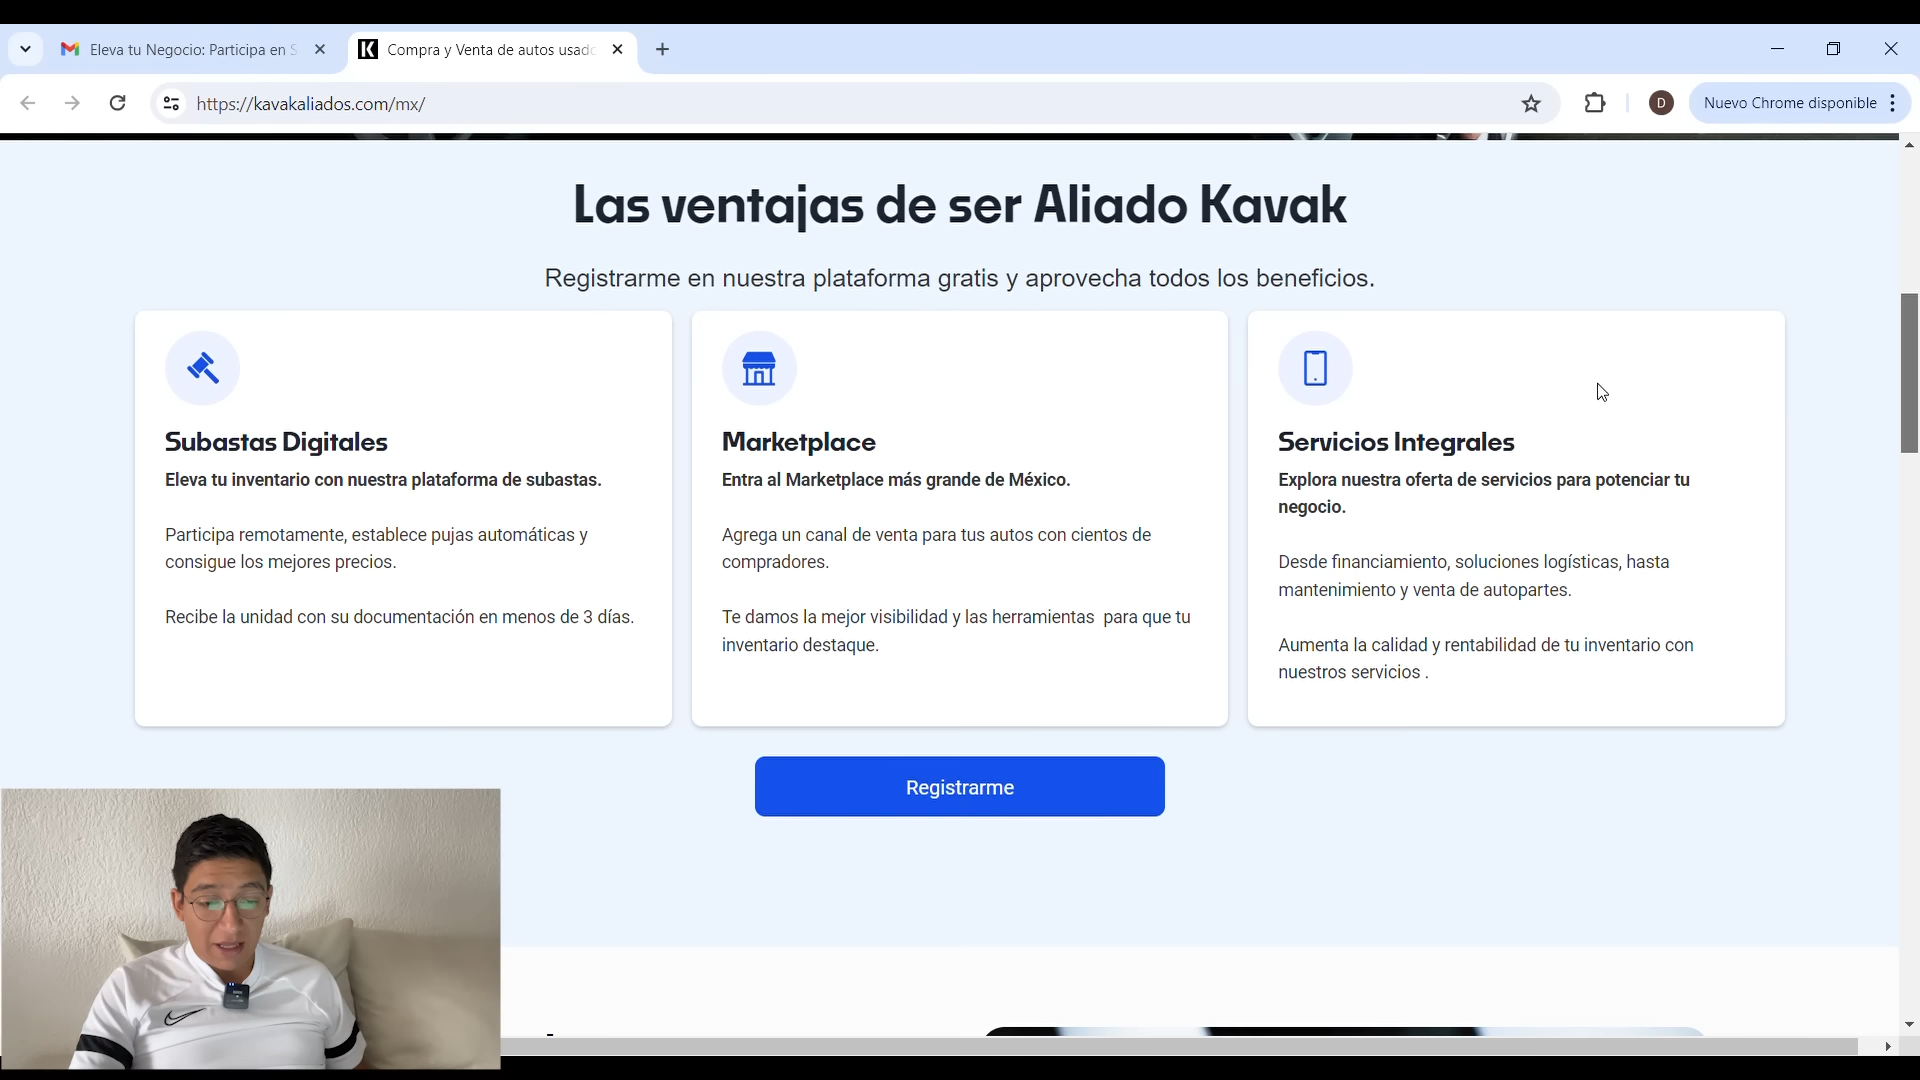 Eleva tu Negocio: Participa en S
Compra y Venta de autos usado
https://kavakaliados.com/mx/
D
Nuevo Chrome disponible
Las ventajas de ser Aliado Kavak
Registrarme en nuestra plataforma gratis y aprovecha todos los beneficios.
Subastas Digitales
Eleva tu inventario con nuestra plataforma de subastas.
Participa remotamente, establece pujas automáticas y
consigue los mejores precios.
Recibe la unidad con su documentación en menos de 3 días.
Marketplace
Entra al Marketplace más grande de México.
Agrega un canal de venta para tus autos con cientos de
compradores.
Te damos la mejor visibilidad y las herramientas  para que tu
inventario destaque.
Servicios Integrales
Explora nuestra oferta de servicios para potenciar tu
negocio.
Desde financiamiento, soluciones logísticas, hasta
mantenimiento y venta de autopartes.
Aumenta la calidad y rentabilidad de tu inventario con
nuestros servicios .
Registrarme